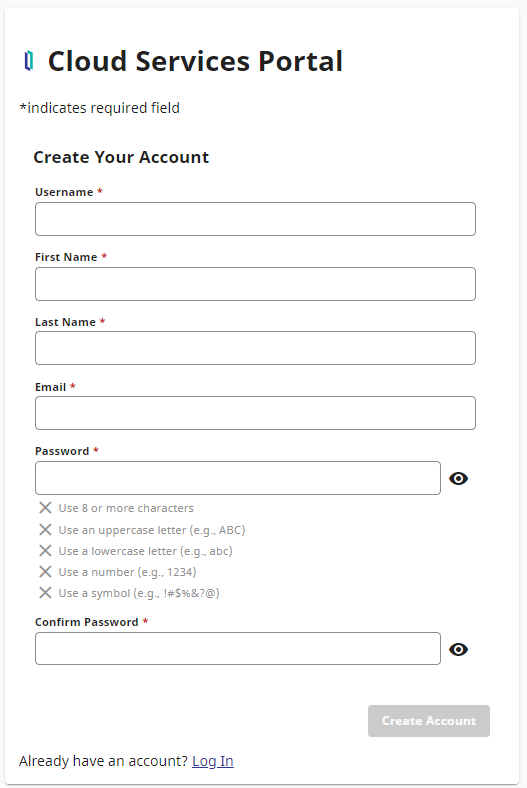 Cloud Services Portal
*indicates required field
Create Your Account
Username *
First Name *
Last Name *
Email *
Password *
Use 8 or more characters
Use an uppercase letter (e.g., ABC)
Use a lowercase letter (e.g., abc)
Use a number (e.g., 1234)
Use a symbol (e.g., !#$%&?@)
Confirm Password *
Create Account
Already have an account? Log In